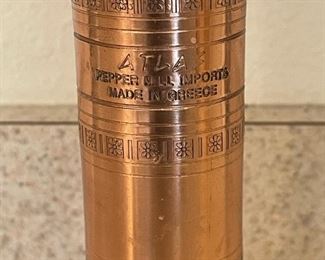 ATLAS
PEPPER MILL IMPORTS
MADE IN GREECE